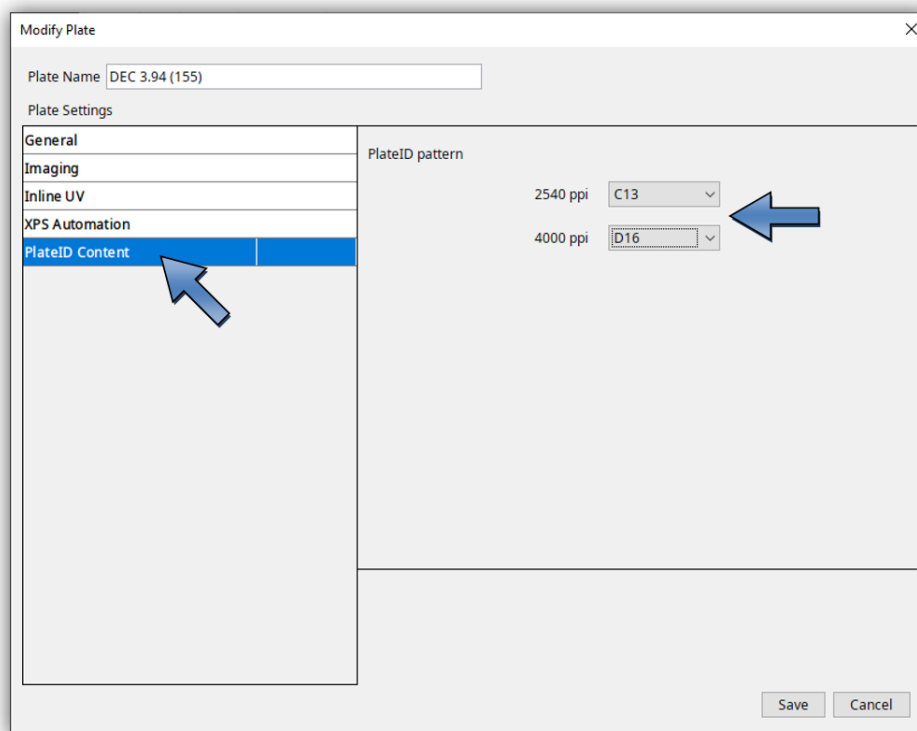 Modify Plate
Plate Name DEC 3.94 (155)
Plate Settings
General
Imaging
Inline UV
XPS Automation
PlateID Content
PlateID pattern
2540 ppi C13
4000 ppi D16
Save Cancel